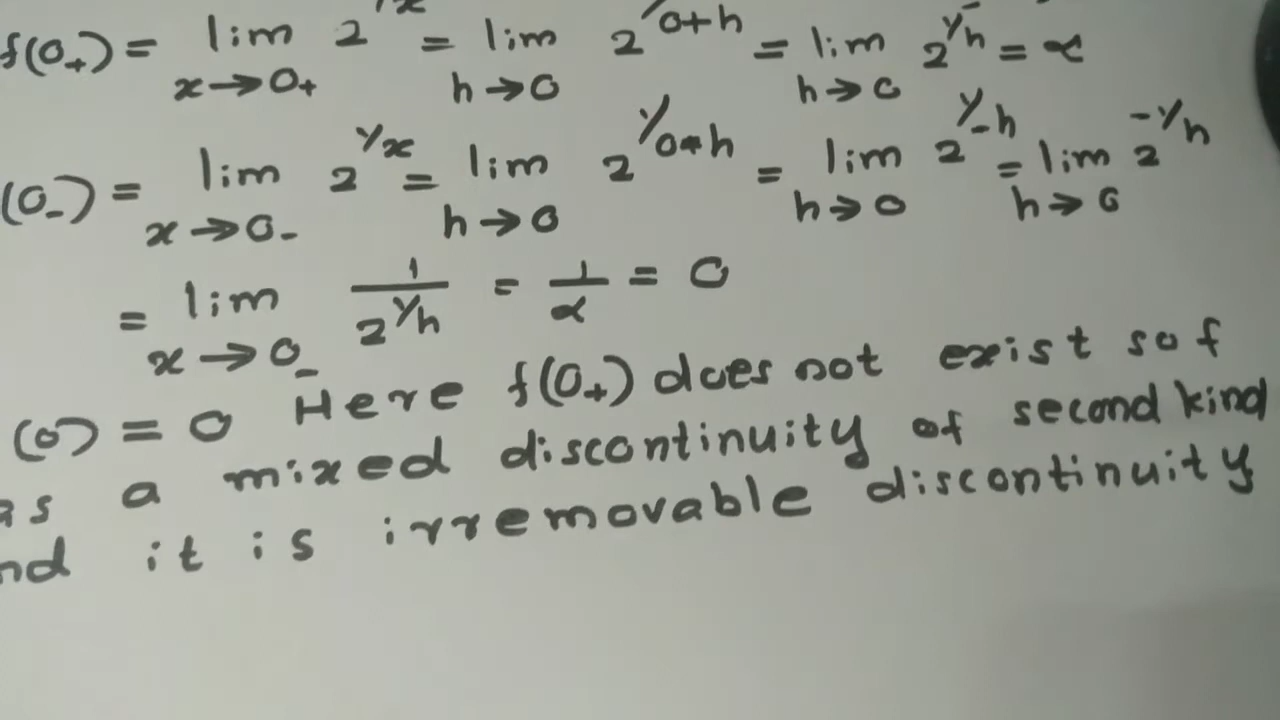 f(0+) = lim 2^1/x = lim 2^1/0+h = lim 2^1/h = ∝
x→0+ h→0 h→0
(0-) = lim 2^1/x = lim 2^1/0-h = lim 2^1/-h = lim 2^-1/h
x→0- h→0 h→0 h→0
= lim 1/2^1/h = 1/∝ = 0
x→0-
(0) = 0 Here f(0+) does not exist so f
as a mixed discontinuity of second kind
nd it is irremovable discontinuity